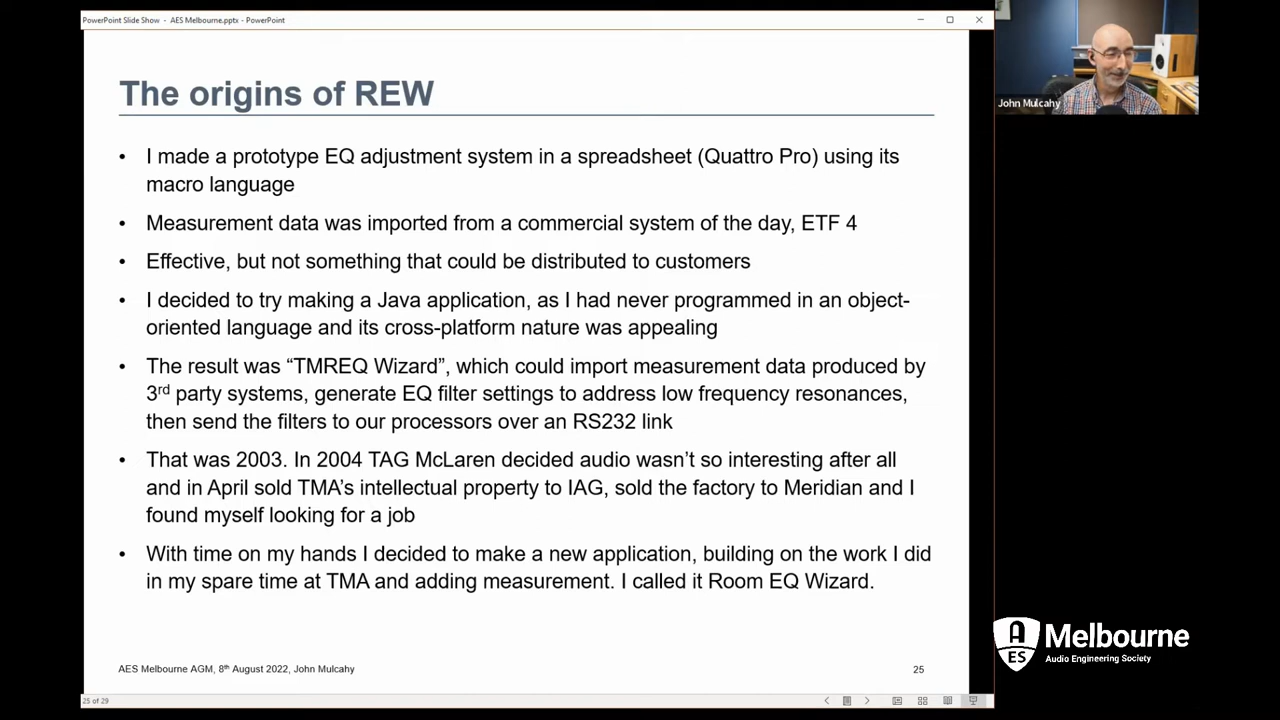 PowerPoint Slide Show - AES Melbourne.pptx - PowerPoint
The origins of REW
• I made a prototype EQ adjustment system in a spreadsheet (Quattro Pro) using its
macro language
• Measurement data was imported from a commercial system of the day, ETF 4
• Effective, but not something that could be distributed to customers
• I decided to try making a Java application, as I had never programmed in an object-
oriented language and its cross-platform nature was appealing
• The result was “TMREQ Wizard”, which could import measurement data produced by
3rd party systems, generate EQ filter settings to address low frequency resonances,
then send the filters to our processors over an RS232 link
• That was 2003. In 2004 TAG McLaren decided audio wasn’t so interesting after all
and in April sold TMA’s intellectual property to IAG, sold the factory to Meridian and I
found myself looking for a job
• With time on my hands I decided to make a new application, building on the work I did
in my spare time at TMA and adding measurement. I called it Room EQ Wizard.
AES Melbourne AGM, 8th August 2022, John Mulcahy
25
25 of 29
John Mulcahy
AES
Melbourne
Audio Engineering Society